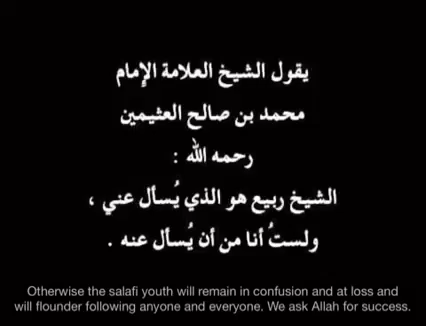 يقول الشيخ العلامة الإمام
محمد بن صالح العثيمين
رحمه الله :
الشيخ ربيع هو الذي يُسأل عني ،
ولستُ أنا من أن يُسأل عنه .
Otherwise the salafi youth will remain in confusion and at loss and
will flounder following anyone and everyone. We ask Allah for success.